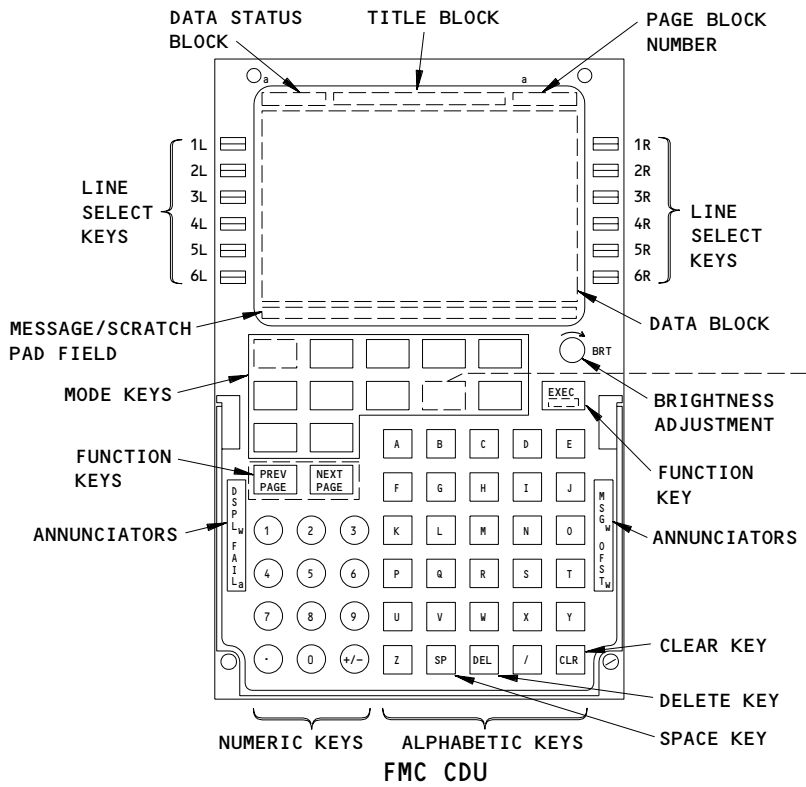 DATA STATUS
BLOCK
TITLE BLOCK
PAGE BLOCK
NUMBER
a
a
1L
2L
3L
4L
5L
6L
LINE
SELECT
KEYS
1R
2R
3R
4R
5R
6R
LINE
SELECT
KEYS
MESSAGE/SCRATCH
PAD FIELD
DATA BLOCK
BRT
MODE KEYS
EXEC
BRIGHTNESS
ADJUSTMENT
FUNCTION
KEYS
PREV
PAGE
NEXT
PAGE
FUNCTION
KEY
A B C D E
F G H I J
K L M N O
P Q R S T
U V W X Y
Z SP DEL / CLR
1 2 3
4 5 6
7 8 9
. 0 +/-
ANNUNCIATORS
DSPL w
FAIL a
MSG w
OFST w
ANNUNCIATORS
CLEAR KEY
DELETE KEY
SPACE KEY
NUMERIC KEYS
ALPHABETIC KEYS
FMC CDU